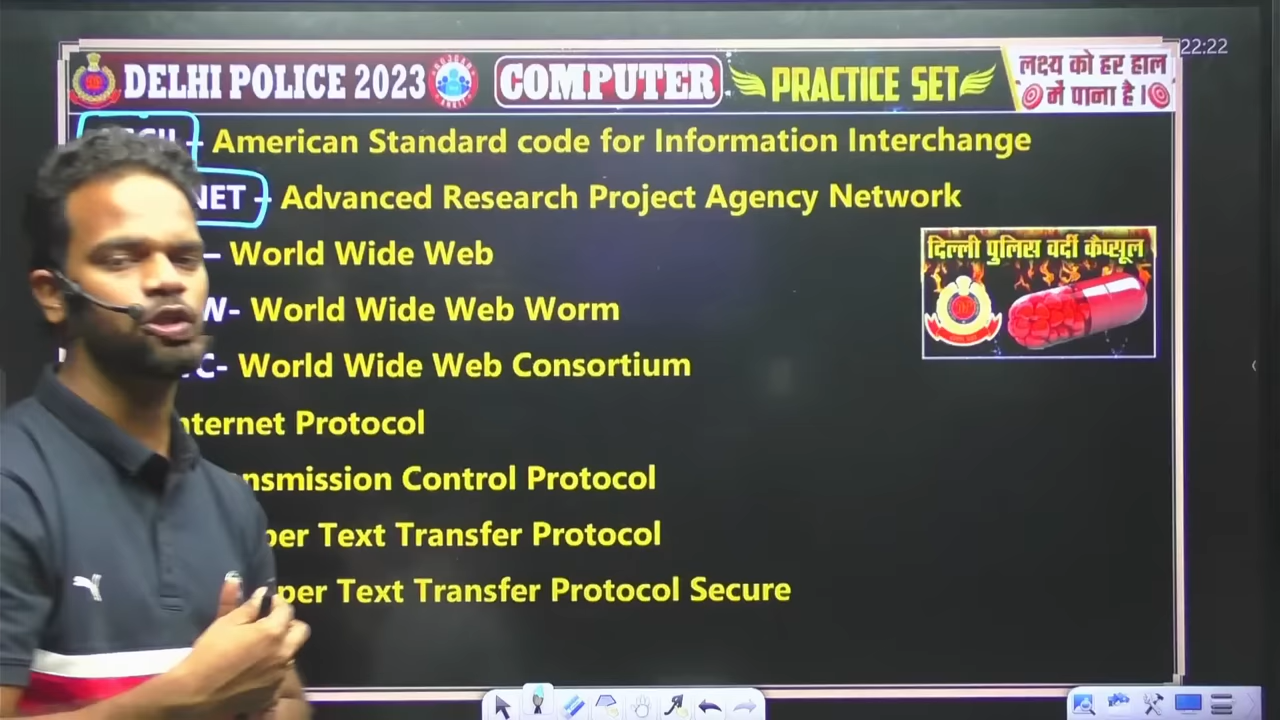 22:22
DELHI POLICE 2023 COMPUTER PRACTICE SET लक्ष्य को हर हाल
में पाना है।
– American Standard code for Information Interchange
NET – Advanced Research Project Agency Network
– World Wide Web
W- World Wide Web Worm
C- World Wide Web Consortium
nternet Protocol
nsmission Control Protocol
per Text Transfer Protocol
per Text Transfer Protocol Secure
दिल्ली पुलिस वर्दी कैप्सूल